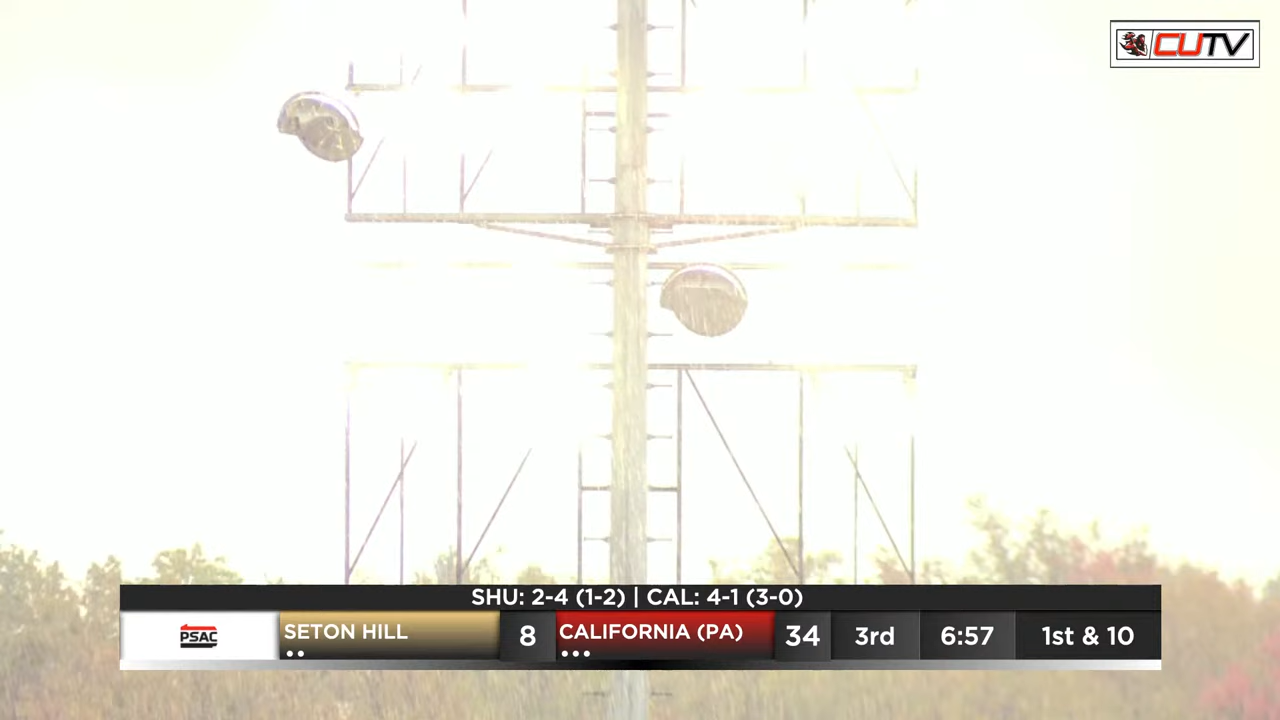 CUTV
SHU: 2-4 (1-2) | CAL: 4-1 (3-0)
PSAC
SETON HILL
8
CALIFORNIA (PA)
34
3rd
6:57
1st & 10